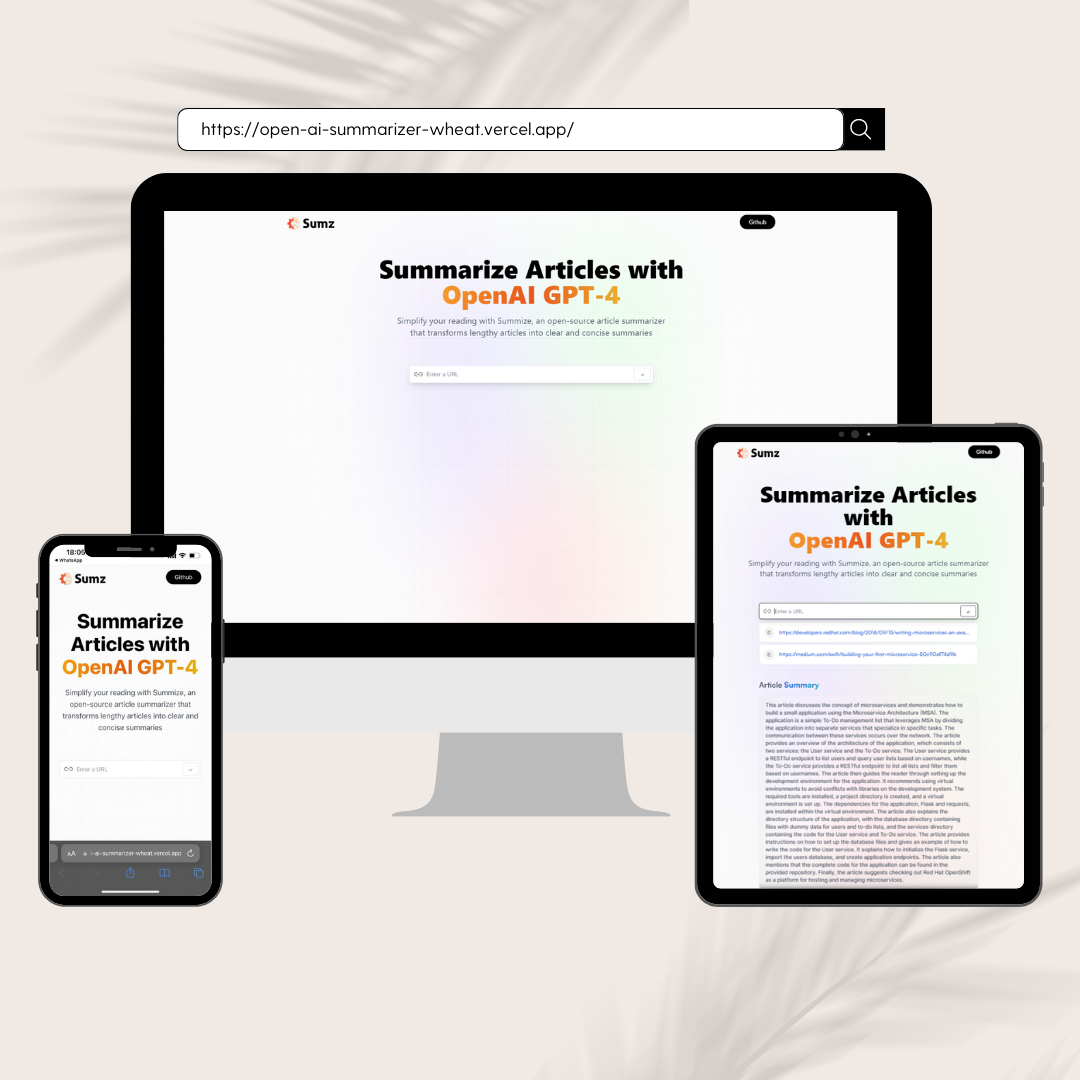 https://open-ai-summarizer-wheat.vercel.app/
Sumz
Github
Summarize Articles with
OpenAI GPT-4
Simplify your reading with Summize, an open-source article summarizer
that transforms lengthy articles into clear and concise summaries
Enter a URL
18:05
WhatsApp
Sumz
Github
Summarize
Articles with
OpenAI GPT-4
Simplify your reading with Summize, an
open-source article summarizer that
transforms lengthy articles into clear and
concise summaries
Enter a URL
AA
-ai-summarizer-wheat.vercel.app
Sumz
Github
Summarize Articles
with
OpenAI GPT-4
Simplify your reading with Summize, an open-source article summarizer
that transforms lengthy articles into clear and concise summaries
Enter a URL
https://developers.redhat.com/blog/2016/09/15/writing-microservices-an-exa...
Article Summary
This article discusses the concept of microservices and demonstrates how to
build a small application using the Microservice Architecture (MSA). The
application is a simple To-Do management list that leverages MSA by dividing
the application into separate services that specialize in specific tasks. The
communication between these services occurs over the network. The article
provides an overview of the architecture of the application, which consists of
two services: the User service and the To-Do service. The User service provides
a RESTful endpoint to list users and query user lists based on usernames, while
the To-Do service provides a RESTful endpoint to list all lists and filter them
based on usernames. The article then guides the reader through setting up the
development environment for the application. It recommends using virtual
environments to avoid conflicts with libraries on the development system. The
required tools are installed, a project directory is created, and a virtual
environment is set up. The dependencies for the application, Flask and requests,
are installed within the virtual environment. The article also explains the
directory structure of the application, with the database directory containing
files with dummy data for users and to-do lists, and the services directory
containing the code for the User service and To-Do service. The article provides
instructions on how to set up the database files and gives an example of how to
write the code for the User service. It explains how to initialize the Flask service,
import the users database, and create application endpoints. The article also
mentions that the complete code for the application can be found in the
provided repository. Finally, the article suggests checking out Red Hat OpenShift
as a platform for hosting and managing microservices.